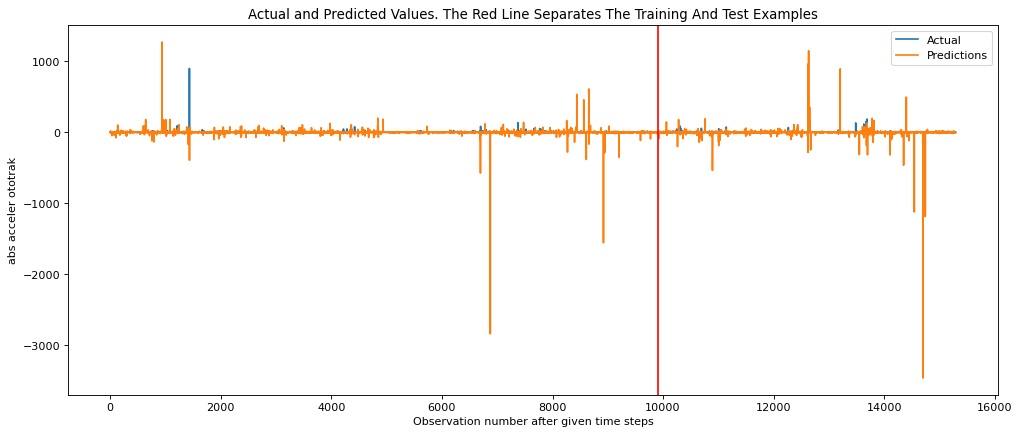 Actual and Predicted Values. The Red Line Separates The Training And Test Examples
Actual
Predictions
1000
0
−1000
−2000
−3000
abs acceler ototrak
0 2000 4000 6000 8000 10000 12000 14000 16000
Observation number after given time steps